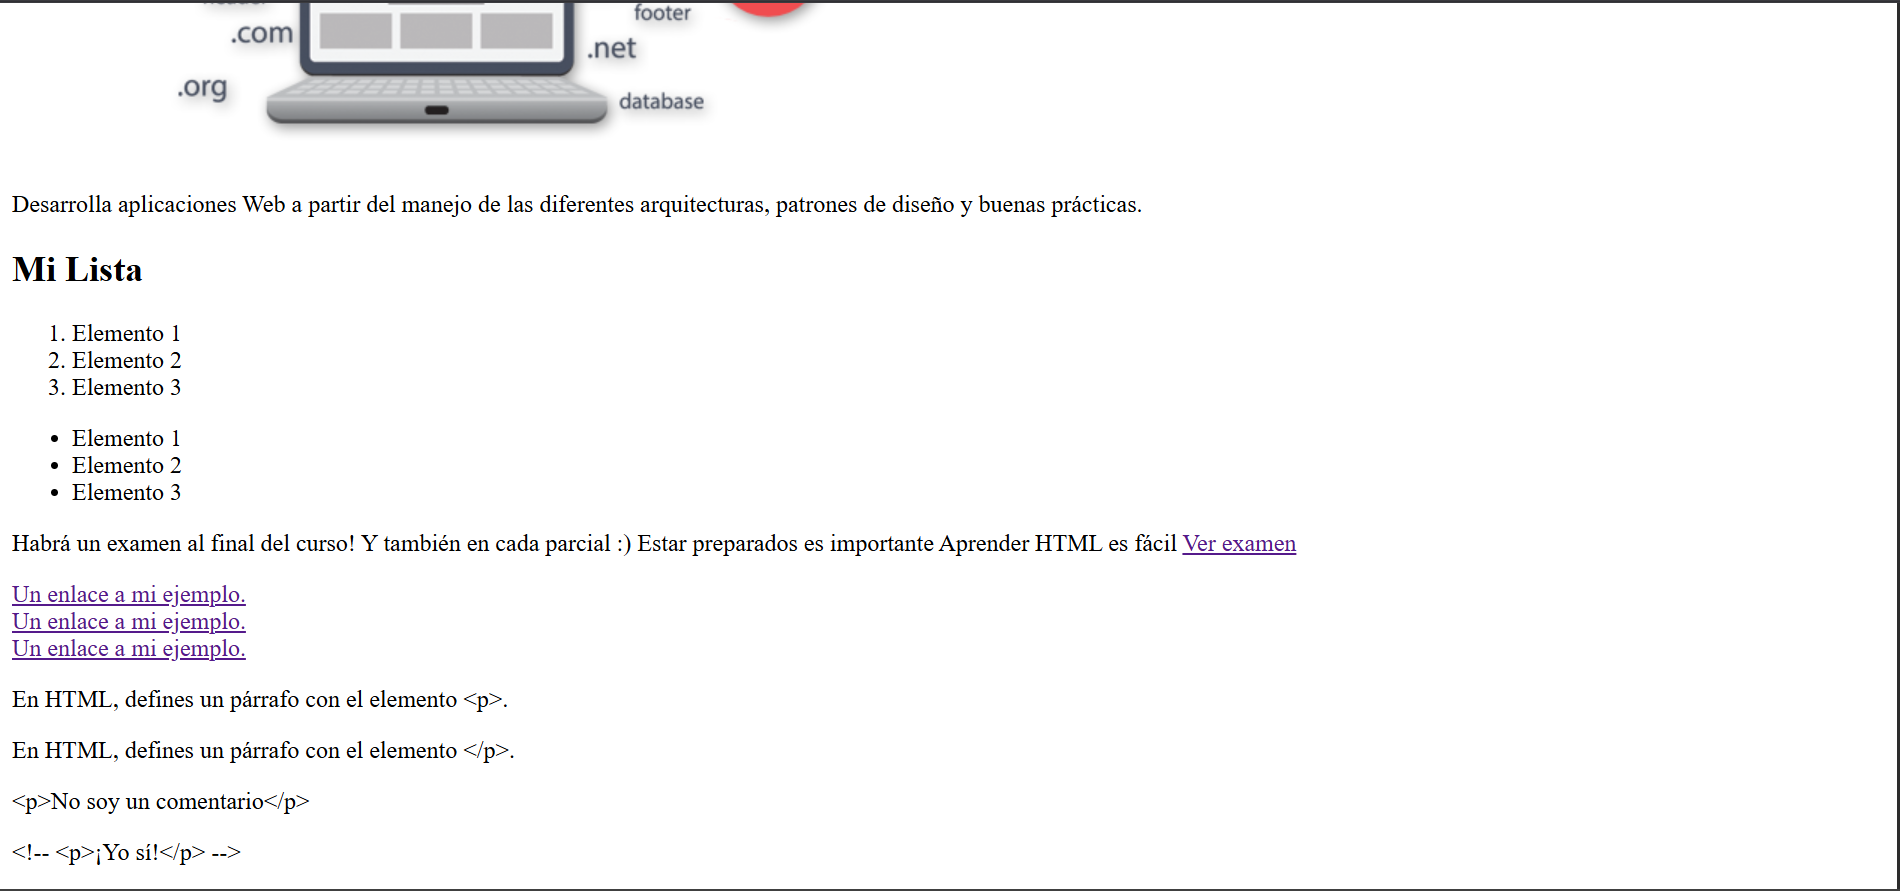 header
footer
.com
.net
.org
database
Desarrolla aplicaciones Web a partir del manejo de las diferentes arquitecturas, patrones de diseño y buenas prácticas.
Mi Lista
1. Elemento 1
2. Elemento 2
3. Elemento 3
• Elemento 1
• Elemento 2
• Elemento 3
Habrá un examen al final del curso! Y también en cada parcial :) Estar preparados es importante Aprender HTML es fácil Ver examen
Un enlace a mi ejemplo.
Un enlace a mi ejemplo.
Un enlace a mi ejemplo.
En HTML, defines un párrafo con el elemento <p>.
En HTML, defines un párrafo con el elemento </p>.
<p>No soy un comentario</p>
<!-- <p>¡Yo sí!</p> -->